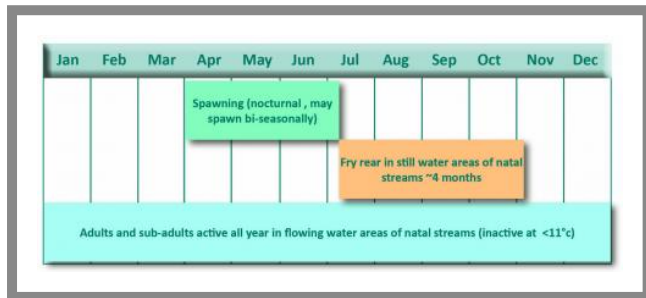 Jan Feb Mar Apr May Jun Jul Aug Sep Oct Nov Dec
Spawning (nocturnal , may
spawn bi-seasonally)
Fry rear in still water areas of natal
streams ~4 months
Adults and sub-adults active all year in flowing water areas of natal streams (inactive at <11°c)